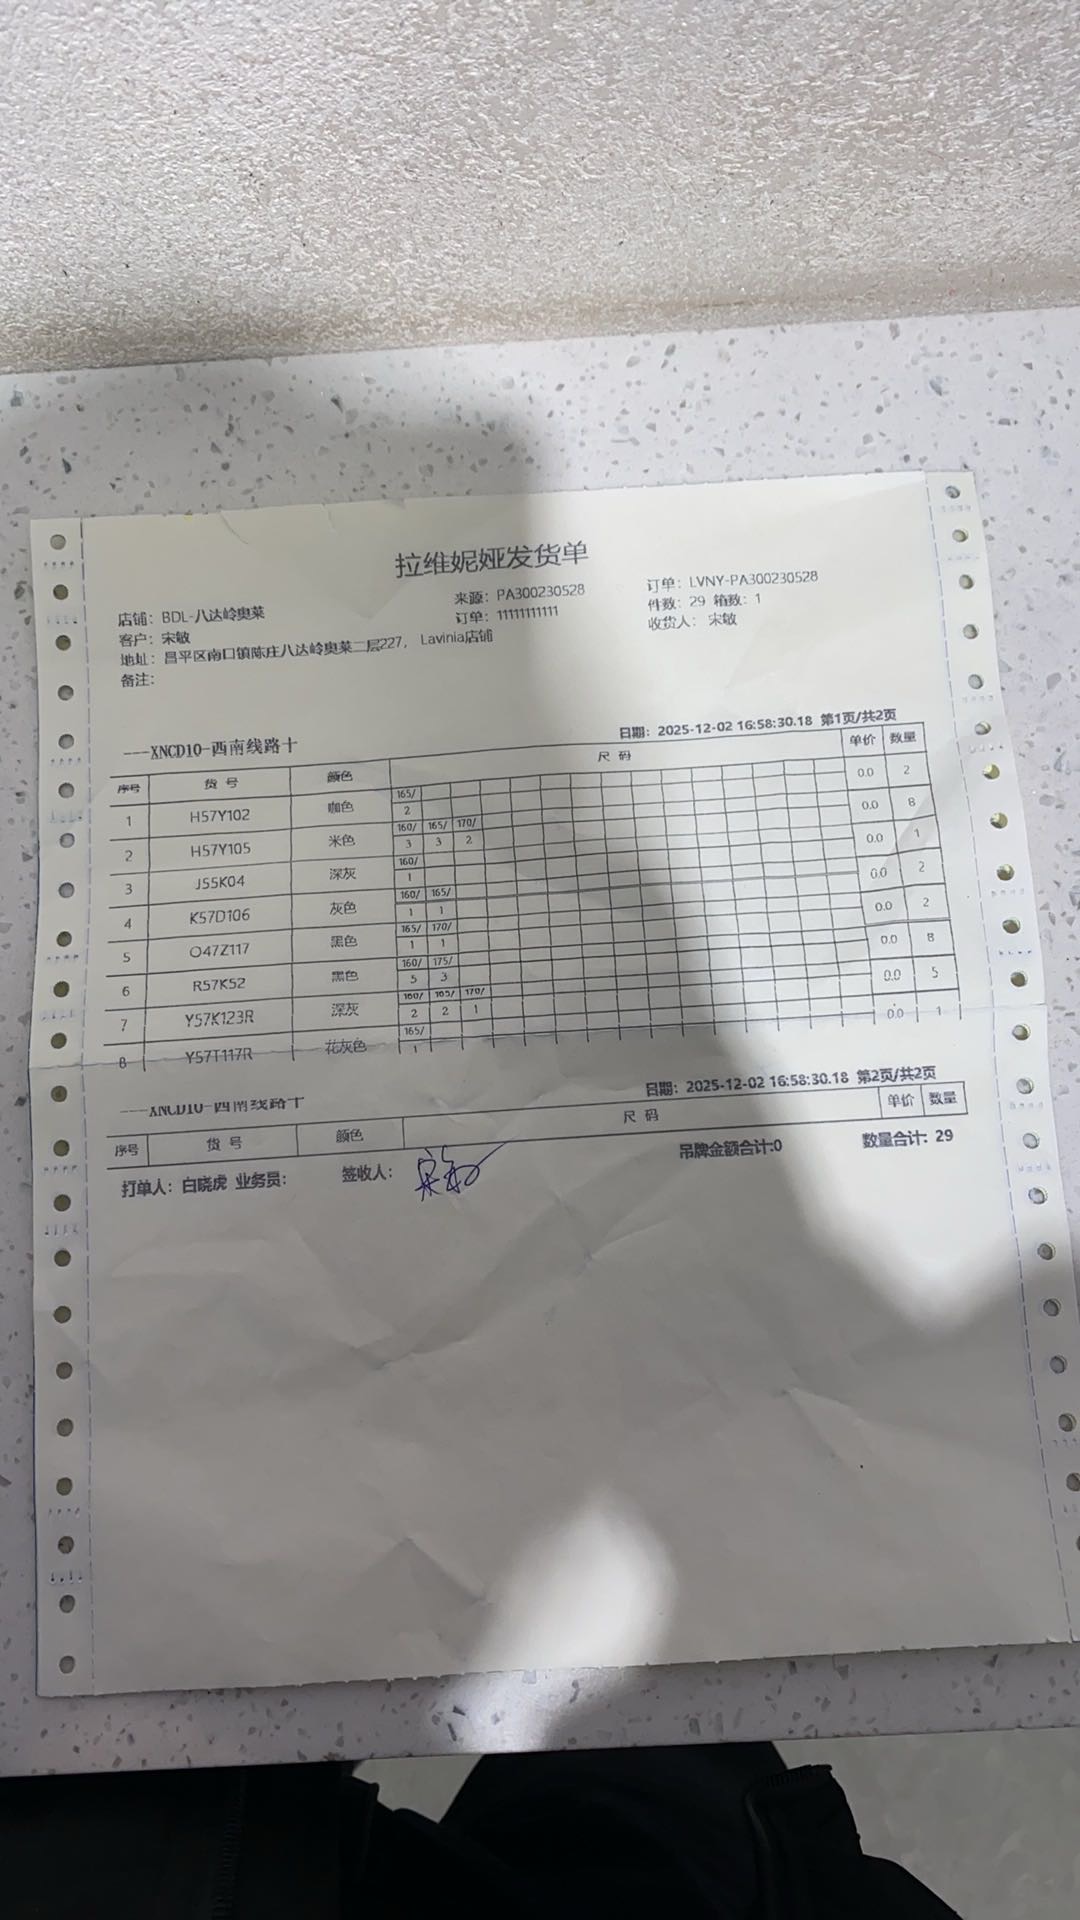 拉维妮娅发货单
店铺：BDL-八达岭奥莱 来源：PA300230528 订单：LVNY-PA300230528
客户：宋敏 订单：11111111111 件数：29 箱数：1
地址：昌平区南口镇陈庄八达岭奥莱二层227，Lavinia店铺 收货人：宋敏
备注：
----XNCD10-西南线路十 日期：2025-12-02 16:58:30.18 第1页/共2页
序号 货号 颜色 尺码 单价 数量
165/
1 H57Y102 咖色 2 0.0 2
160/ 165/ 170/
2 H57Y105 米色 3 3 2 0.0 8
160/
3 J55K04 深灰 1 0.0 1
160/ 165/
4 K57D106 灰色 1 1 0.0 2
165/ 170/
5 O47Z117 黑色 1 1 0.0 2
160/ 175/
6 R57K52 黑色 5 3 0.0 8
160/ 165/ 170/
7 Y57K123R 深灰 2 2 1 0.0 5
165/
8 Y57T117R 花灰色 1 0.0 1
----XNCD10-西南线路十 日期：2025-12-02 16:58:30.18 第2页/共2页
序号 货号 颜色 尺码 单价 数量
打单人：白晓虎 业务员： 签收人： 吊牌金额合计:0 数量合计：29